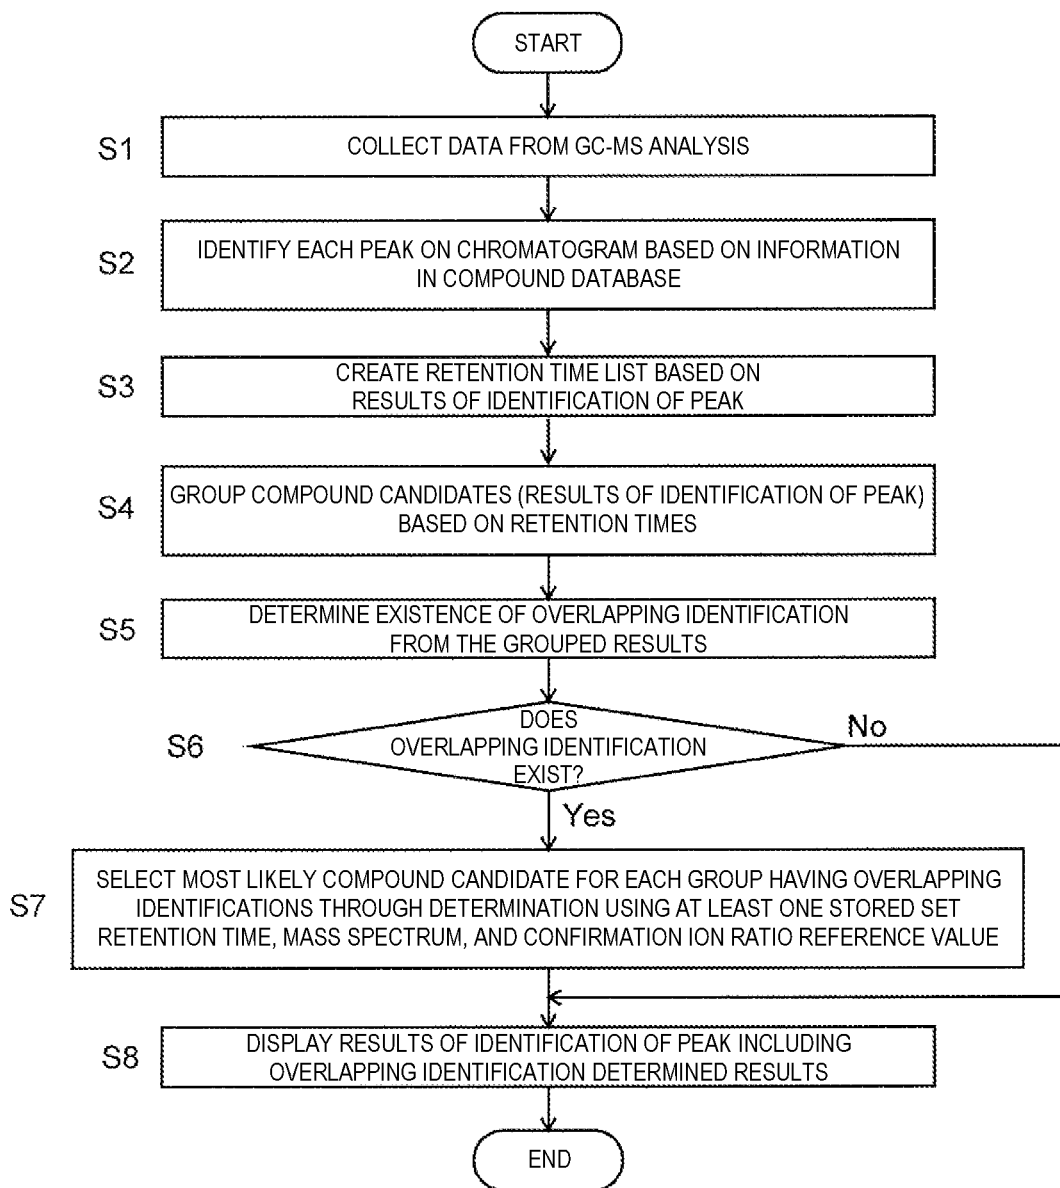 START
S1
COLLECT DATA FROM GC-MS ANALYSIS
S2
IDENTIFY EACH PEAK ON CHROMATOGRAM BASED ON INFORMATION
IN COMPOUND DATABASE
S3
CREATE RETENTION TIME LIST BASED ON
RESULTS OF IDENTIFICATION OF PEAK
S4
GROUP COMPOUND CANDIDATES (RESULTS OF IDENTIFICATION OF PEAK)
BASED ON RETENTION TIMES
S5
DETERMINE EXISTENCE OF OVERLAPPING IDENTIFICATION
FROM THE GROUPED RESULTS
S6
DOES
OVERLAPPING IDENTIFICATION
EXIST?
No
Yes
S7
SELECT MOST LIKELY COMPOUND CANDIDATE FOR EACH GROUP HAVING OVERLAPPING
IDENTIFICATIONS THROUGH DETERMINATION USING AT LEAST ONE STORED SET
RETENTION TIME, MASS SPECTRUM, AND CONFIRMATION ION RATIO REFERENCE VALUE
S8
DISPLAY RESULTS OF IDENTIFICATION OF PEAK INCLUDING
OVERLAPPING IDENTIFICATION DETERMINED RESULTS
END